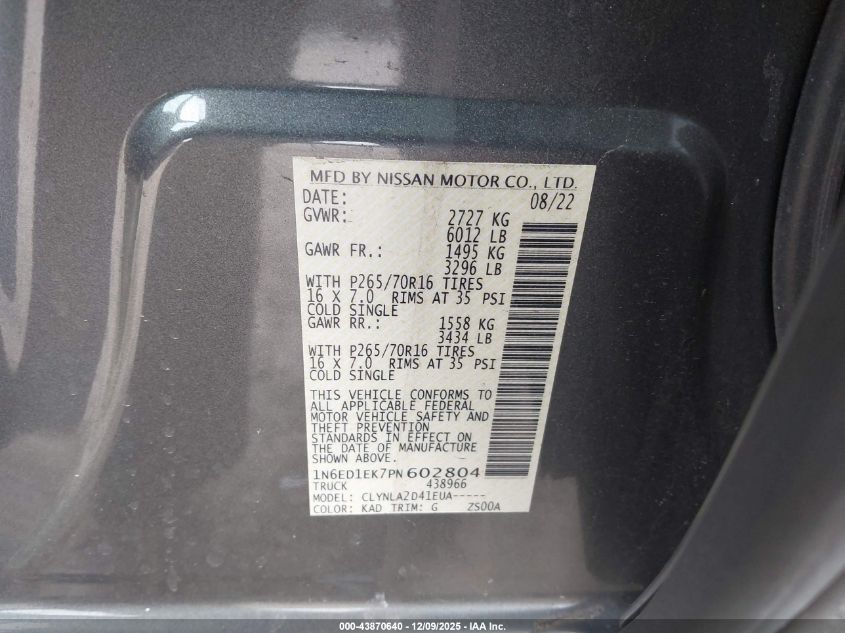 MFD BY NISSAN MOTOR CO., LTD.
DATE: 08/22
GVWR: 2727 KG
6012 LB
GAWR FR.: 1495 KG
3296 LB
WITH P265/70R16 TIRES
16 X 7.0 RIMS AT 35 PSI
COLD SINGLE
GAWR RR.: 1558 KG
3434 LB
WITH P265/70R16 TIRES
16 X 7.0 RIMS AT 35 PSI
COLD SINGLE
THIS VEHICLE CONFORMS TO
ALL APPLICABLE FEDERAL
MOTOR VEHICLE SAFETY AND
THEFT PREVENTION
STANDARDS IN EFFECT ON
THE DATE OF MANUFACTURE
SHOWN ABOVE.
1N6ED1EK7PN602804
TRUCK 438966
MODEL: CLYNLA2D41EUA-----
COLOR: KAD TRIM: G ZS00A
000-43870640 • 12/09/2025 - IAA Inc.